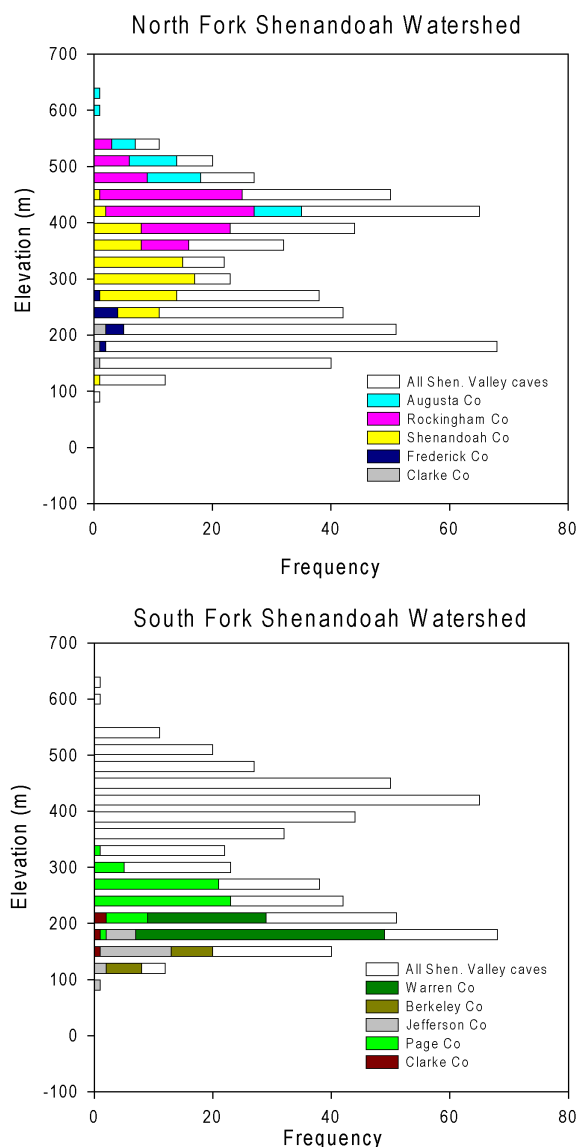 North Fork Shenandoah Watershed
700
600
500
400
300
200
100
0
-100
Elevation (m)
All Shen. Valley caves
Augusta Co
Rockingham Co
Shenandoah Co
Frederick Co
Clarke Co
0 20 40 60 80
Frequency
South Fork Shenandoah Watershed
700
600
500
400
300
200
100
0
-100
Elevation (m)
All Shen. Valley caves
Warren Co
Berkeley Co
Jefferson Co
Page Co
Clarke Co
0 20 40 60 80
Frequency